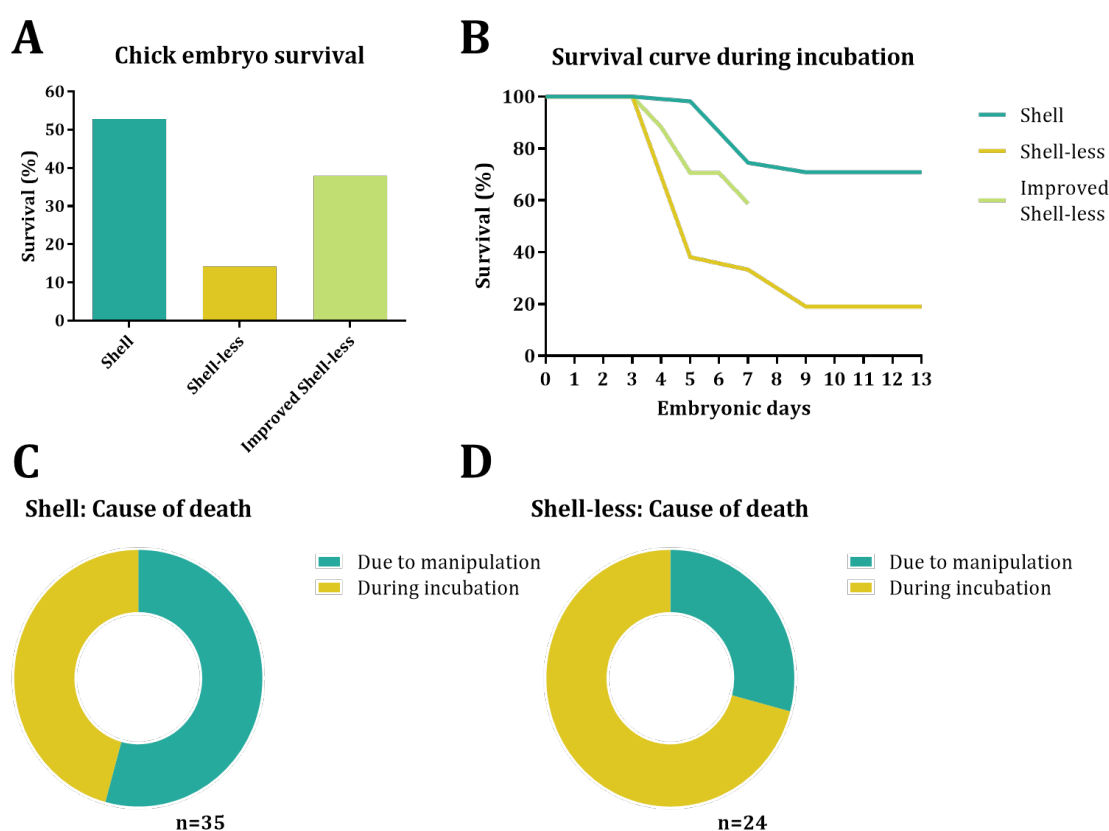 A
Chick embryo survival
60
50
40
30
20
10
0
Survival (%)
Shell
Shell-less
Improved Shell-less
B
Survival curve during incubation
100
80
60
40
20
0
Survival (%)
0 1 2 3 4 5 6 7 8 9 10 11 12 13
Embryonic days
Shell
Shell-less
Improved
Shell-less
C
Shell: Cause of death
Due to manipulation
During incubation
n=35
D
Shell-less: Cause of death
Due to manipulation
During incubation
n=24